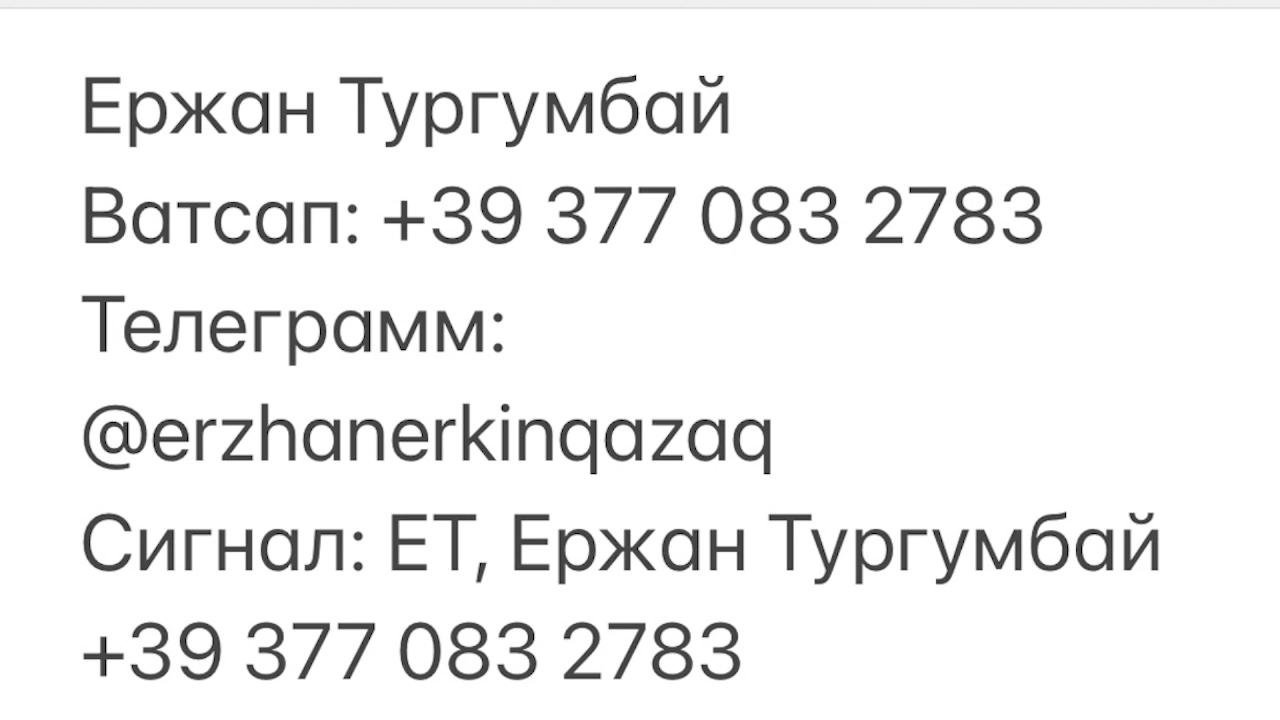 Ержан Тургумбай
Ватсап: +39 377 083 2783
Телеграмм:
@erzhanerkinqazaq
Сигнал: ЕТ, Ержан Тургумбай
+39 377 083 2783